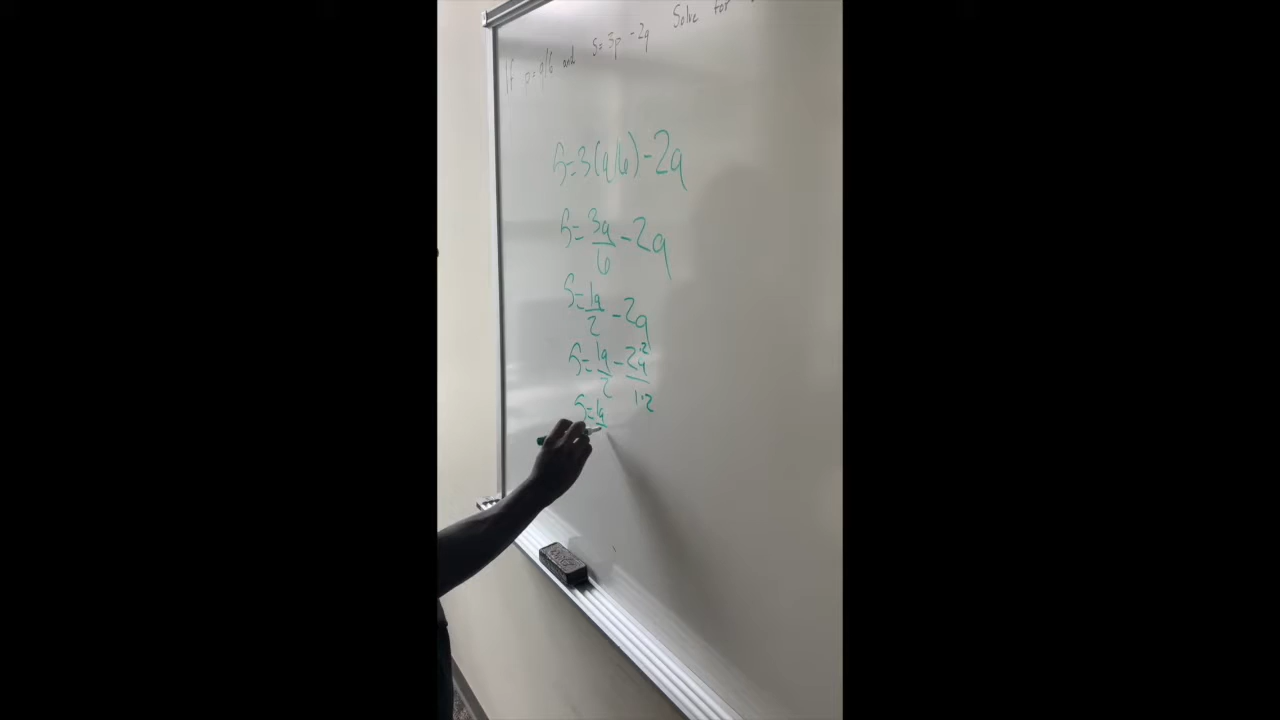 If p=q/6 and s=3p-2q Solve for
s=3(q/6)-2q
s=3q/6-2q
s=1q/2-2q
s=1q/2-2q·2/1·2
s=1q